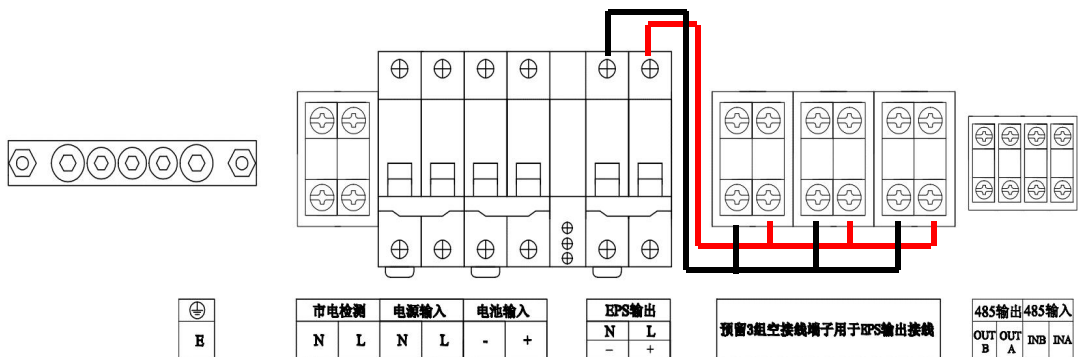 E
市电检测 电源输入 电池输入
N L N L - +
EPS输出
N L
- +
预留3组空接线端子用于EPS输出接线
485输出 485输入
OUT B OUT A INB INA